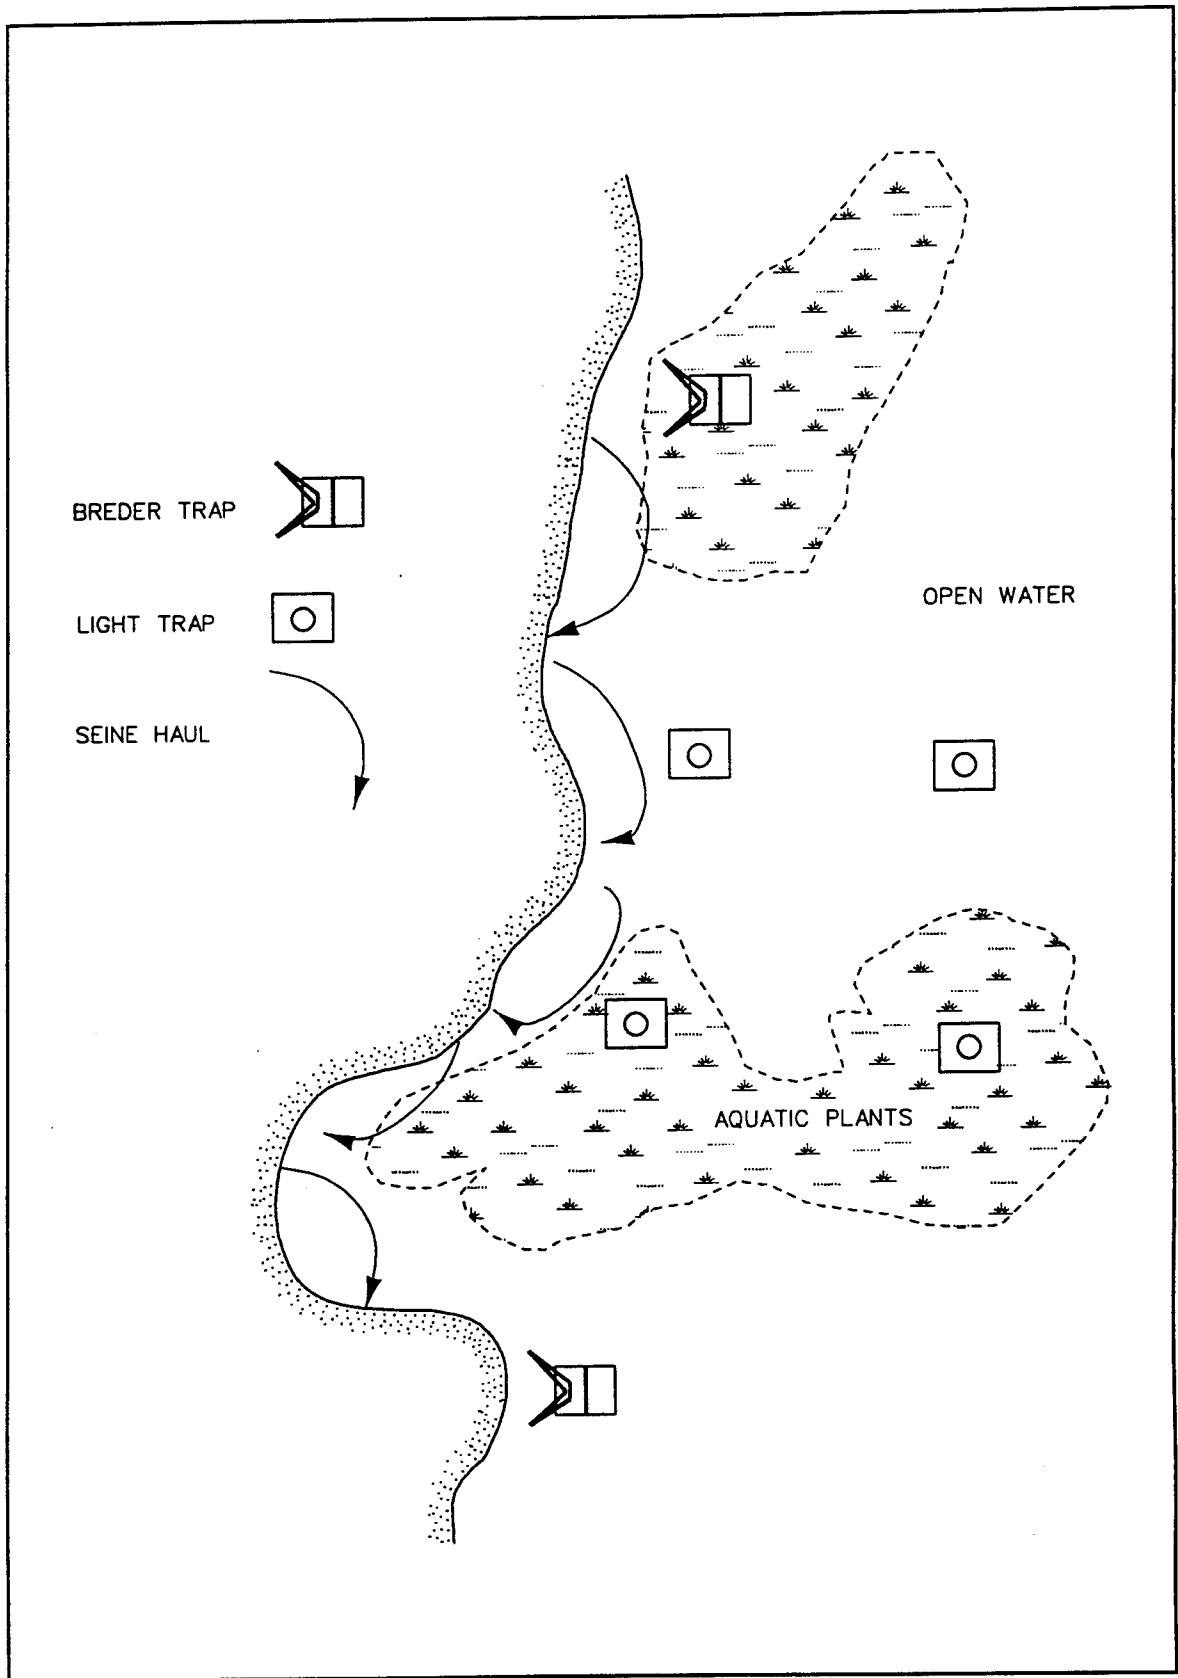 BREDER TRAP
LIGHT TRAP
SEINE HAUL
OPEN WATER
AQUATIC PLANTS